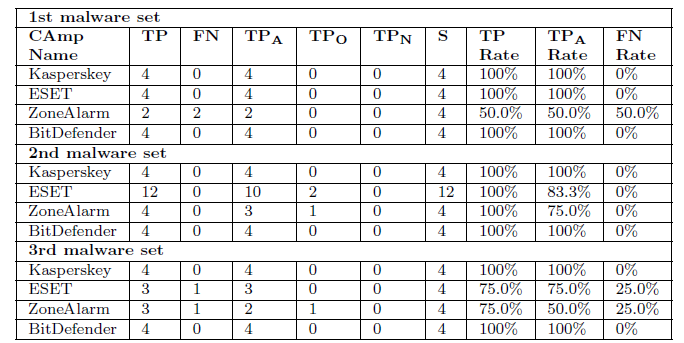 1st malware set
CAmp Name TP FN TP_A TP_O TP_N S TP Rate TP_A Rate FN Rate
Kasperskey 4 0 4 0 0 4 100% 100% 0%
ESET 4 0 4 0 0 4 100% 100% 0%
ZoneAlarm 2 2 2 0 0 4 50.0% 50.0% 50.0%
BitDefender 4 0 4 0 0 4 100% 100% 0%
2nd malware set
Kasperskey 4 0 4 0 0 4 100% 100% 0%
ESET 12 0 10 2 0 12 100% 83.3% 0%
ZoneAlarm 4 0 3 1 0 4 100% 75.0% 0%
BitDefender 4 0 4 0 0 4 100% 100% 0%
3rd malware set
Kasperskey 4 0 4 0 0 4 100% 100% 0%
ESET 3 1 3 0 0 4 75.0% 75.0% 25.0%
ZoneAlarm 3 1 2 1 0 4 75.0% 50.0% 25.0%
BitDefender 4 0 4 0 0 4 100% 100% 0%